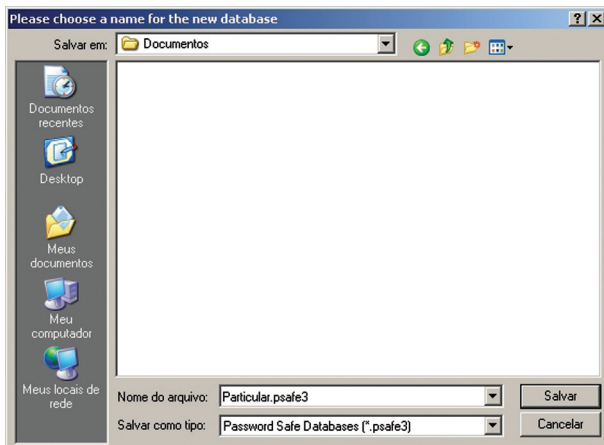 Please choose a name for the new database
Salvar em: Documentos
Documentos
recentes
Desktop
Meus
documentos
Meu
computador
Meus locais de
rede
Nome do arquivo: Particular.psafe3 Salvar
Salvar como tipo: Password Safe Databases (*.psafe3) Cancelar